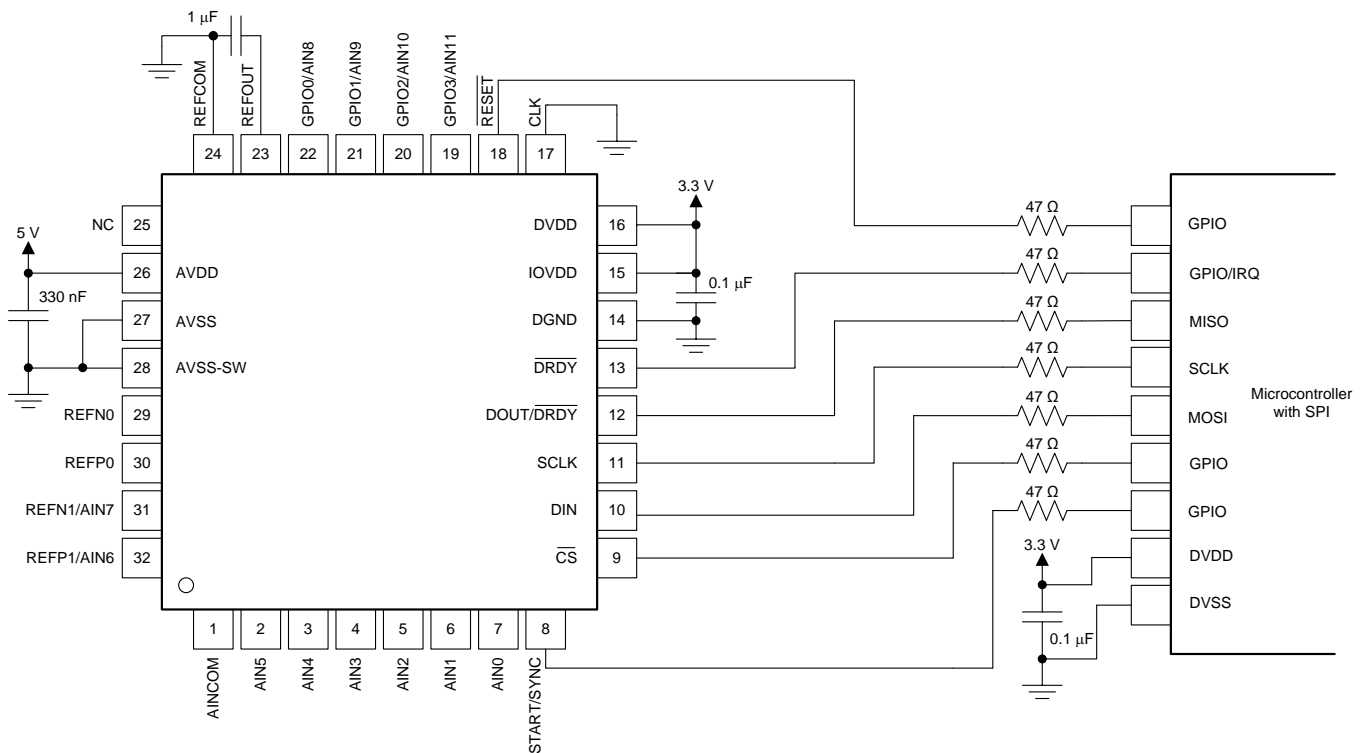 1 µF
REFCOM
REFOUT
GPIO0/AIN8
GPIO1/AIN9
GPIO2/AIN10
GPIO3/AIN11
RESET
CLK
24
23
22
21
20
19
18
17
NC
25
5 V
26
AVDD
330 nF
27
AVSS
28
AVSS-SW
REFN0
29
REFP0
30
REFN1/AIN7
31
REFP1/AIN6
32
3.3 V
DVDD
16
IOVDD
15
0.1 µF
DGND
14
DRDY
13
DOUT/DRDY
12
SCLK
11
DIN
10
CS
9
1
2
3
4
5
6
7
8
AINCOM
AIN5
AIN4
AIN3
AIN2
AIN1
AIN0
START/SYNC
47 Ω
GPIO
47 Ω
GPIO/IRQ
47 Ω
MISO
47 Ω
SCLK
47 Ω
MOSI
47 Ω
GPIO
47 Ω
GPIO
Microcontroller
with SPI
3.3 V
DVDD
DVSS
0.1 µF